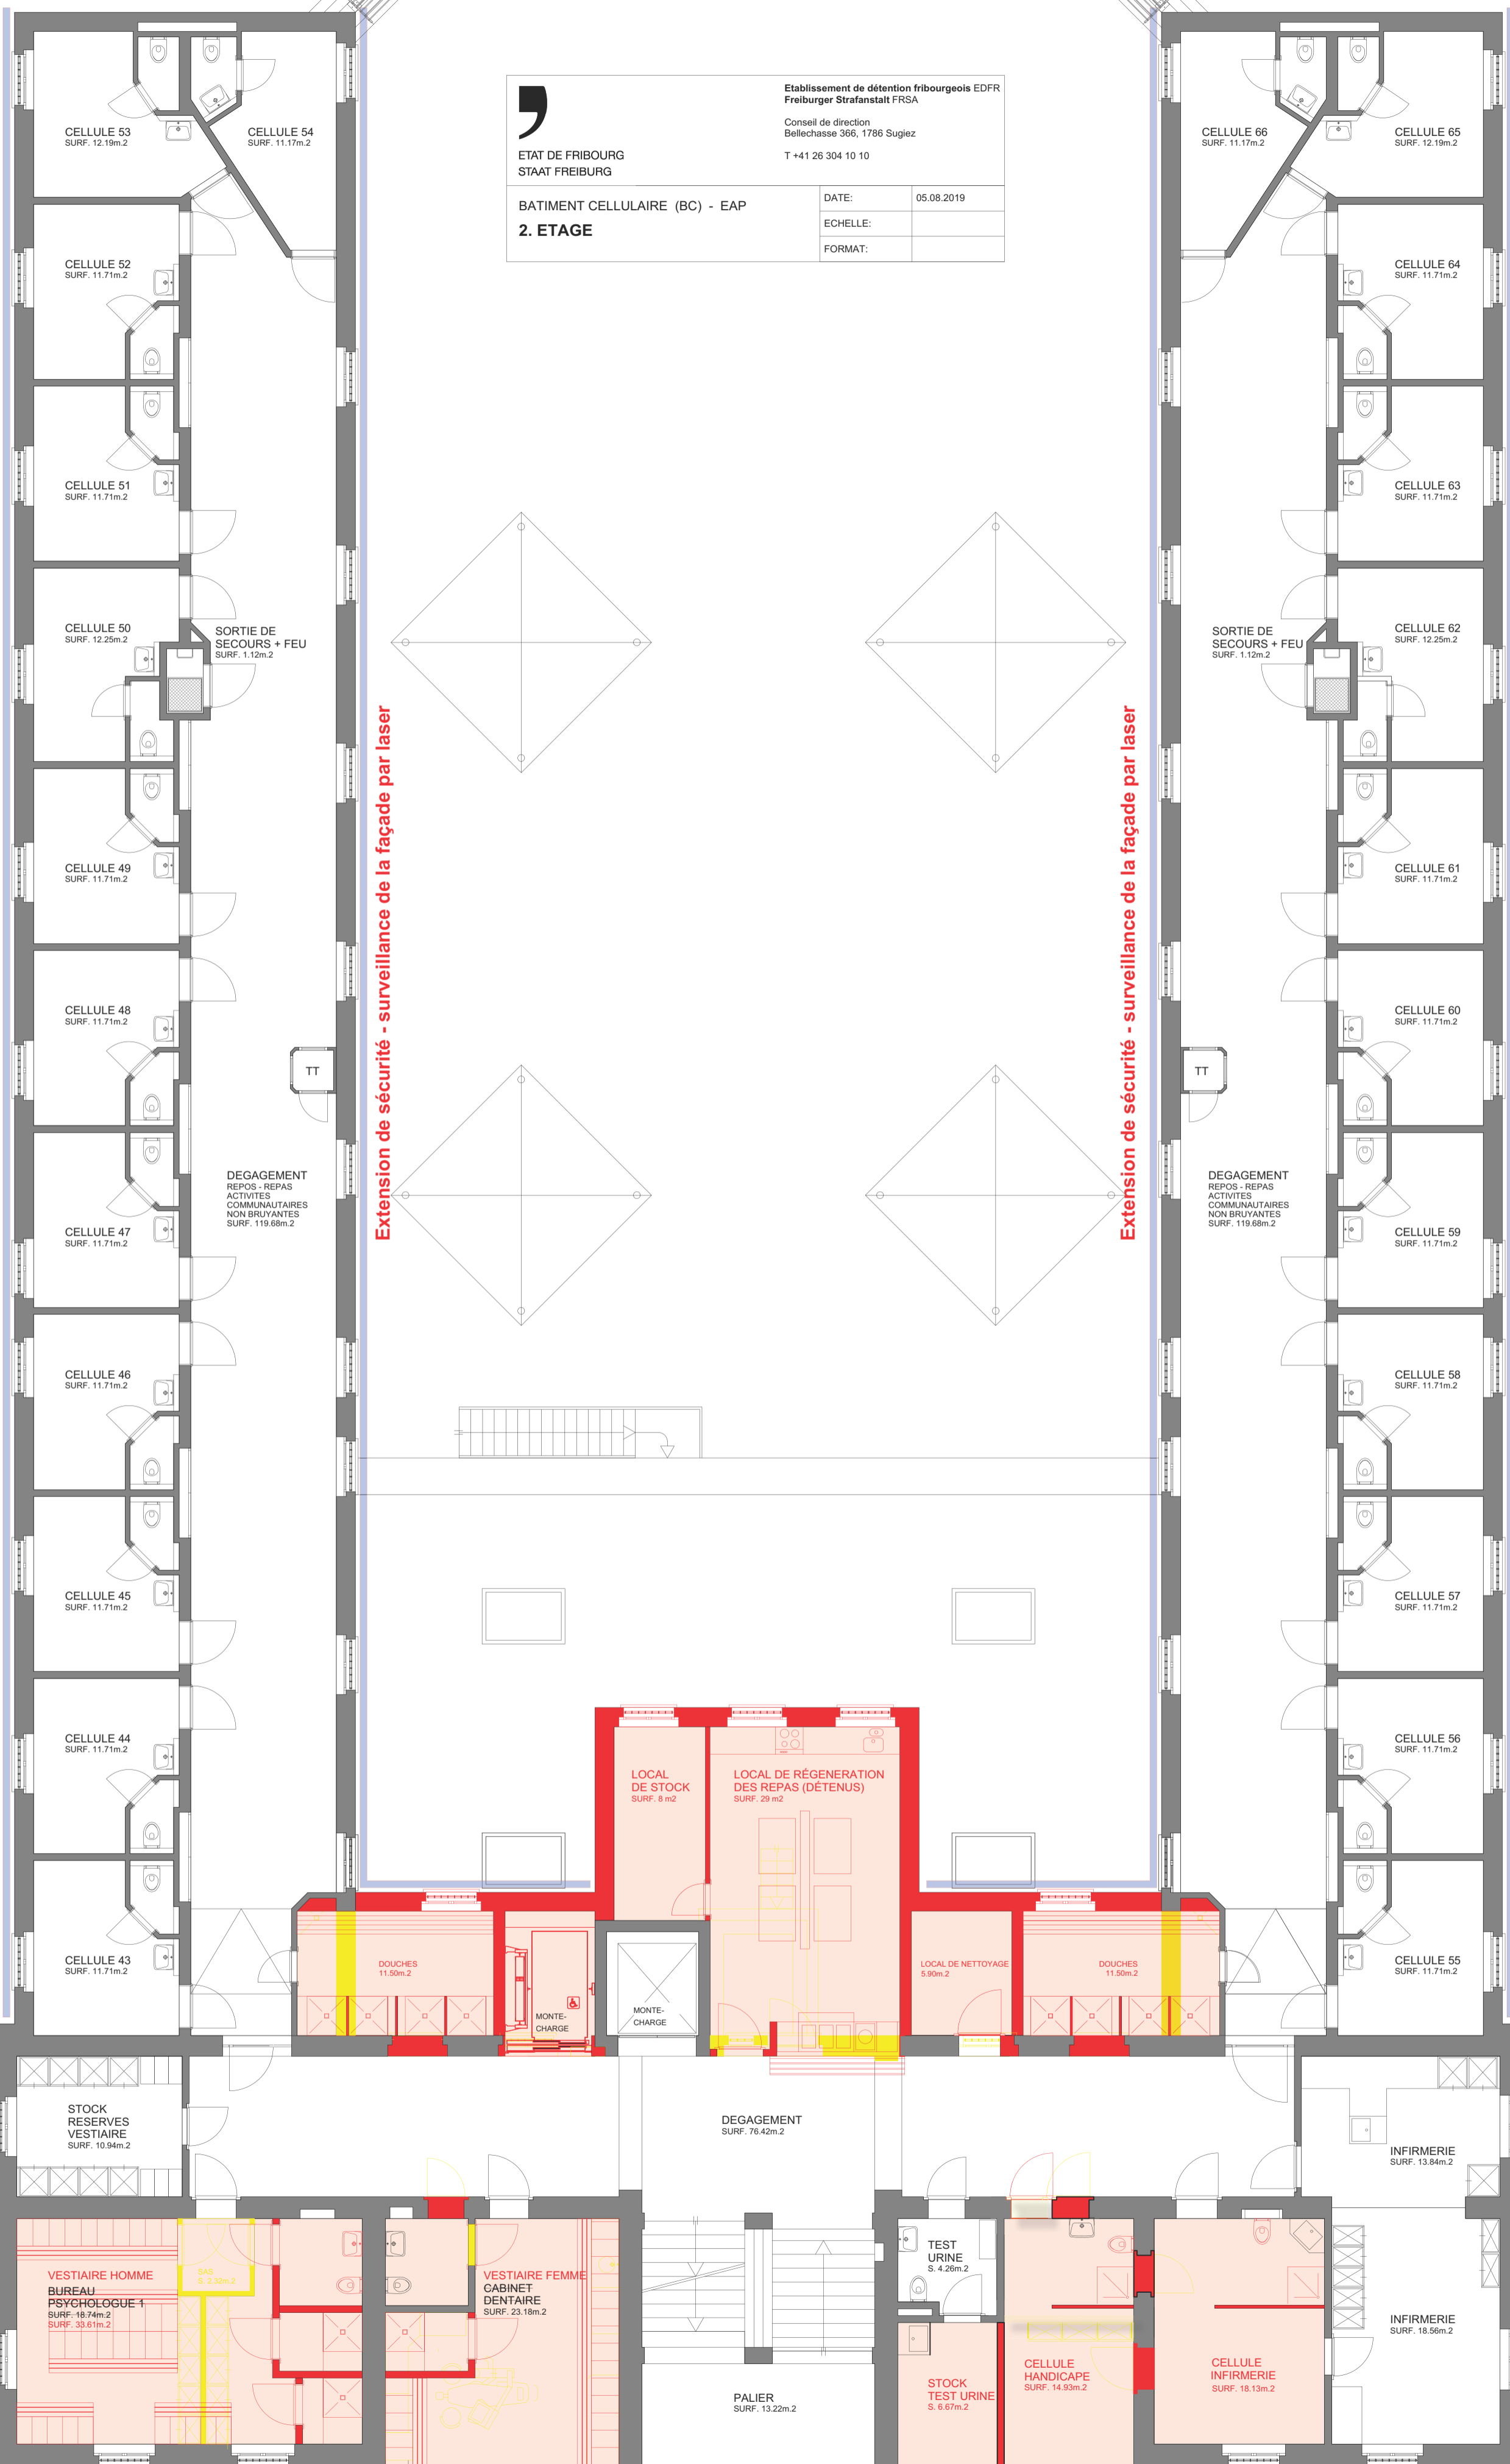 Etablissement de détention fribourgeois EDFR
Freiburger Strafanstalt FRSA
Conseil de direction
Bellechasse 366, 1786 Sugiez
T +41 26 304 10 10
ETAT DE FRIBOURG
STAAT FREIBURG
BATIMENT CELLULAIRE (BC) - EAP
2. ETAGE
DATE:
05.08.2019
ECHELLE:
FORMAT:
CELLULE 53
SURF. 12.19m.2
CELLULE 54
SURF. 11.17m.2
CELLULE 66
SURF. 11.17m.2
CELLULE 65
SURF. 12.19m.2
CELLULE 52
SURF. 11.71m.2
CELLULE 64
SURF. 11.71m.2
CELLULE 51
SURF. 11.71m.2
CELLULE 63
SURF. 11.71m.2
CELLULE 50
SURF. 12.25m.2
SORTIE DE
SECOURS + FEU
SURF. 1.12m.2
SORTIE DE
SECOURS + FEU
SURF. 1.12m.2
CELLULE 62
SURF. 12.25m.2
Extension de sécurité - surveillance de la façade par laser
Extension de sécurité - surveillance de la façade par laser
CELLULE 49
SURF. 11.71m.2
CELLULE 61
SURF. 11.71m.2
CELLULE 48
SURF. 11.71m.2
CELLULE 60
SURF. 11.71m.2
TT
TT
DEGAGEMENT
REPOS - REPAS
ACTIVITES
COMMUNAUTAIRES
NON BRUYANTES
SURF. 119.68m.2
DEGAGEMENT
REPOS - REPAS
ACTIVITES
COMMUNAUTAIRES
NON BRUYANTES
SURF. 119.68m.2
CELLULE 47
SURF. 11.71m.2
CELLULE 59
SURF. 11.71m.2
CELLULE 46
SURF. 11.71m.2
CELLULE 58
SURF. 11.71m.2
CELLULE 45
SURF. 11.71m.2
CELLULE 57
SURF. 11.71m.2
CELLULE 44
SURF. 11.71m.2
CELLULE 56
SURF. 11.71m.2
LOCAL
DE STOCK
SURF. 8 m2
LOCAL DE RÉGENERATION
DES REPAS (DÉTENUS)
SURF. 29 m2
CELLULE 43
SURF. 11.71m.2
DOUCHES
11.50m.2
MONTE-
CHARGE
MONTE-
CHARGE
LOCAL DE NETTOYAGE
5.90m.2
DOUCHES
11.50m.2
CELLULE 55
SURF. 11.71m.2
STOCK
RESERVES
VESTIAIRE
SURF. 10.94m.2
DEGAGEMENT
SURF. 76.42m.2
INFIRMERIE
SURF. 13.84m.2
VESTIAIRE HOMME
BUREAU
PSYCHOLOGUE 1
SURF. 18.74m.2
SURF. 33.61m.2
SAS
S. 2.32m.2
VESTIAIRE FEMME
CABINET
DENTAIRE
SURF. 23.18m.2
TEST
URINE
S. 4.26m.2
INFIRMERIE
SURF. 18.56m.2
PALIER
SURF. 13.22m.2
STOCK
TEST URINE
S. 6.67m.2
CELLULE
HANDICAPE
SURF. 14.93m.2
CELLULE
INFIRMERIE
SURF. 18.13m.2